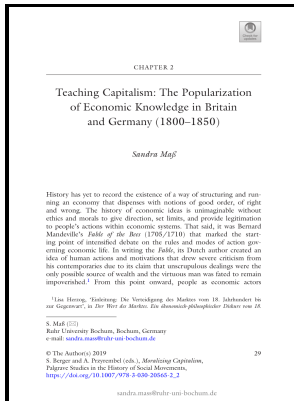 Check for updates
CHAPTER 2
Teaching Capitalism: The Popularization
of Economic Knowledge in Britain
and Germany (1800–1850)
Sandra Maß
History has yet to record the existence of a way of structuring and run-
ning an economy that dispenses with notions of good order, of right
and wrong. The history of economic ideas is unimaginable without
ethics and morals to give direction, set limits, and provide legitimation
to people's actions within economic systems. That said, it was Bernard
Mandeville's Fable of the Bees (1705/1710) that marked the start-
ing point of intensified debate on the rules and modes of action gov-
erning economic life. In writing the Fable, its Dutch author created an
idea of human actions and motivations that drew severe criticism from
his contemporaries due to its claim that unscrupulous dealings were the
only possible source of wealth and the virtuous man was fated to remain
impoverished.1 From this point onward, people as economic actors
1 Lisa Herzog, 'Einleitung: Die Verteidigung des Marktes vom 18. Jahrhundert bis
zur Gegenwart', in Der Wert des Marktes. Ein ökonomisch-philosophischer Diskurs vom 18.
S. Maß (✉)
Ruhr University Bochum, Bochum, Germany
e-mail: sandra.mass@ruhr-uni-bochum.de
© The Author(s) 2019 29
S. Berger and A. Przyrembel (eds.), Moralizing Capitalism,
Palgrave Studies in the History of Social Movements,
https://doi.org/10.1007/978-3-030-20565-2_2
sandra.mass@ruhr-uni-bochum.de